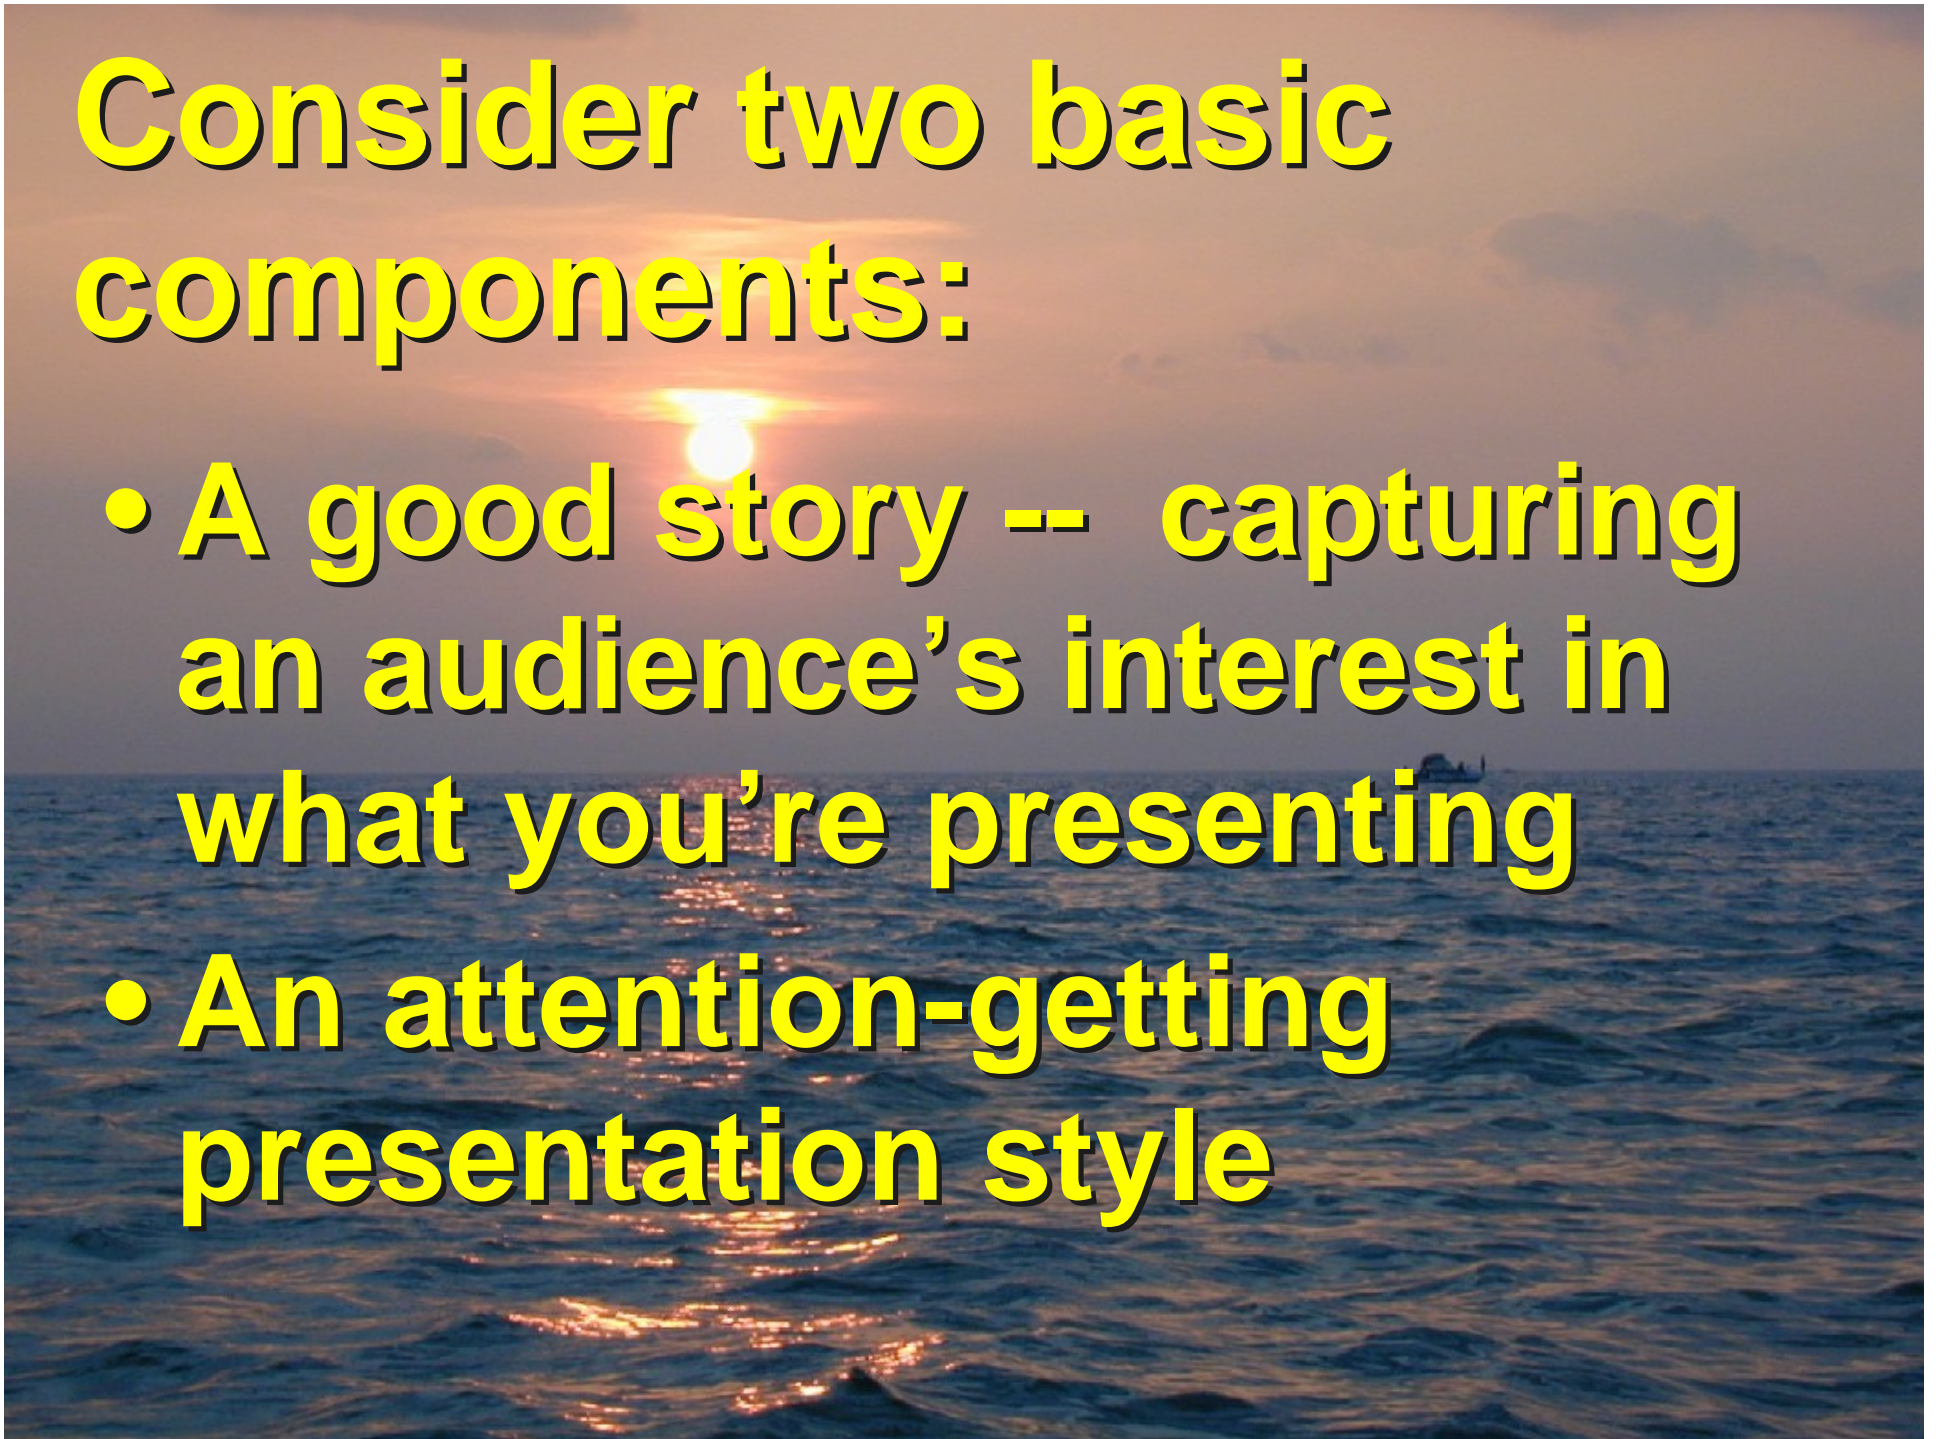 Consider two basic
components:
• A good story --  capturing
an audience’s interest in
what you’re presenting
• An attention-getting
presentation style